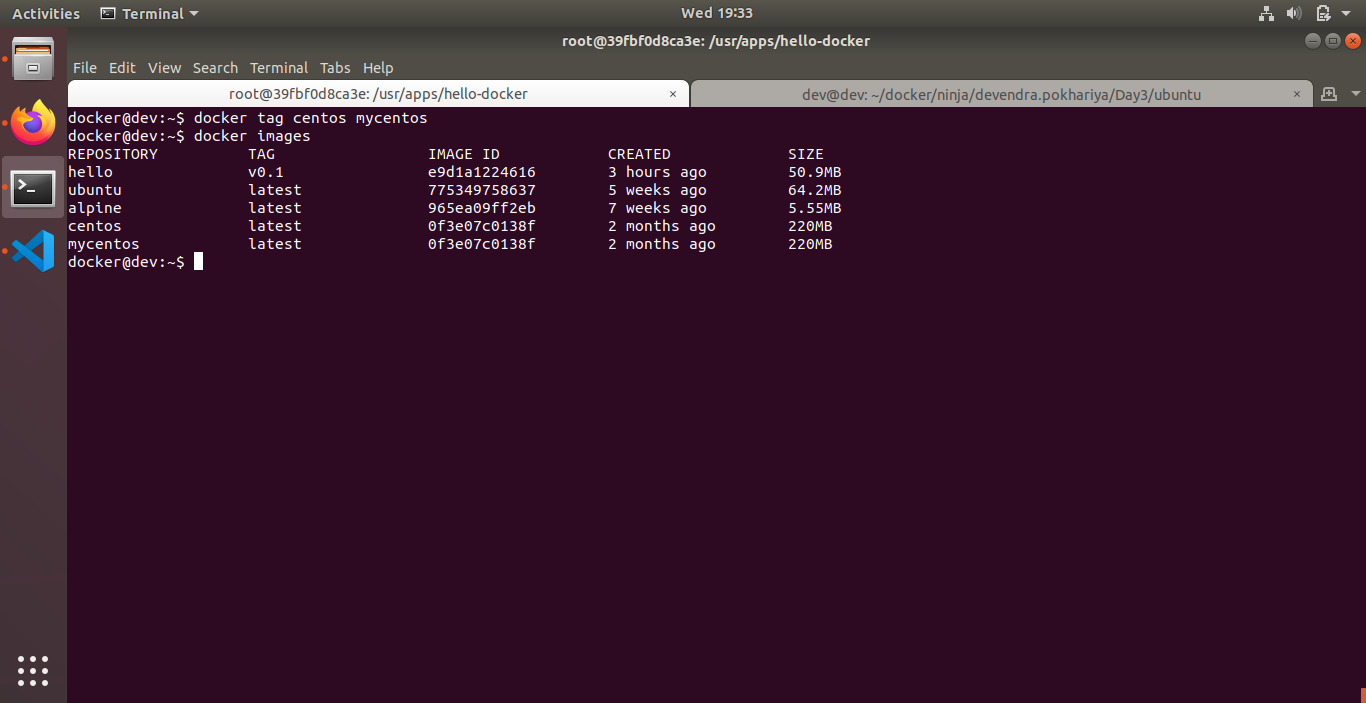 Activities Terminal Wed 19:33
root@39fbf0d8ca3e: /usr/apps/hello-docker
File Edit View Search Terminal Tabs Help
root@39fbf0d8ca3e: /usr/apps/hello-docker × dev@dev: ~/docker/ninja/devendra.pokhariya/Day3/ubuntu ×
docker@dev:~$ docker tag centos mycentos
docker@dev:~$ docker images
REPOSITORY TAG IMAGE ID CREATED SIZE
hello v0.1 e9d1a1224616 3 hours ago 50.9MB
ubuntu latest 775349758637 5 weeks ago 64.2MB
alpine latest 965ea09ff2eb 7 weeks ago 5.55MB
centos latest 0f3e07c0138f 2 months ago 220MB
mycentos latest 0f3e07c0138f 2 months ago 220MB
docker@dev:~$